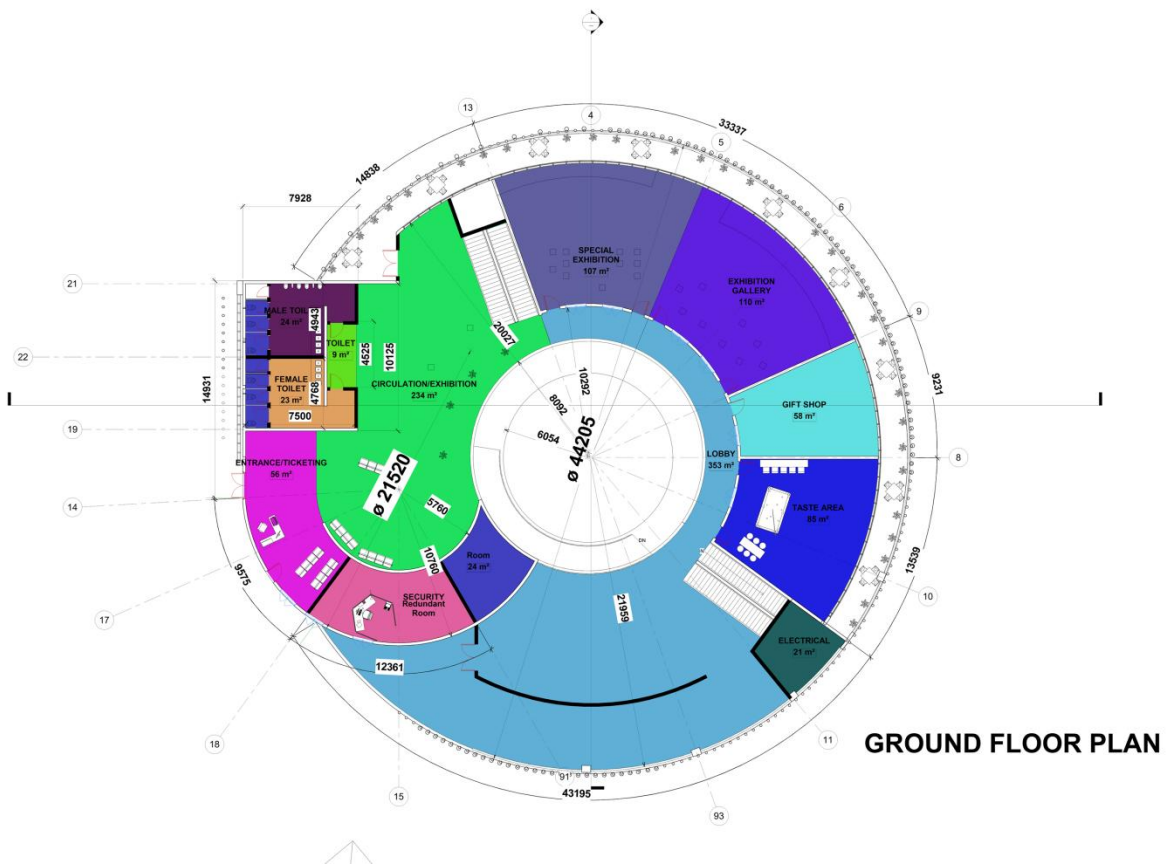 13
4
33337
5
14838
7928
6
21
SPECIAL
EXHIBITION
107 m²
EXHIBITION
GALLERY
110 m²
9
MALE TOIL
24 m²
4943
TOILET
9 m²
4525
10125
20027
22
FEMALE
TOILET
23 m²
4768
7500
CIRCULATION/EXHIBITION
234 m²
10292
8092
6054
ø 44205
9231
14931
GIFT SHOP
58 m²
19
LOBBY
353 m²
8
ENTRANCE/TICKETING
56 m²
ø 21520
14
5760
TASTE AREA
85 m²
DN
Room
24 m²
10760
9575
13539
SECURITY
Redundant
Room
21959
10
17
ELECTRICAL
21 m²
12361
18
11
GROUND FLOOR PLAN
91
15
43195
93